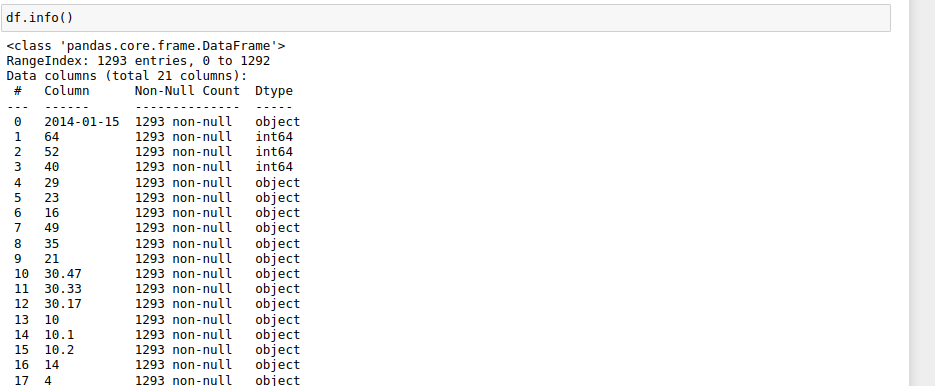 df.info()
<class 'pandas.core.frame.DataFrame'>
RangeIndex: 1293 entries, 0 to 1292
Data columns (total 21 columns):
 #   Column      Non-Null Count  Dtype
---  ------      --------------  -----
 0   2014-01-15  1293 non-null   object
 1   64          1293 non-null   int64
 2   52          1293 non-null   int64
 3   40          1293 non-null   int64
 4   29          1293 non-null   object
 5   23          1293 non-null   object
 6   16          1293 non-null   object
 7   49          1293 non-null   object
 8   35          1293 non-null   object
 9   21          1293 non-null   object
 10  30.47       1293 non-null   object
 11  30.33       1293 non-null   object
 12  30.17       1293 non-null   object
 13  10          1293 non-null   object
 14  10.1        1293 non-null   object
 15  10.2        1293 non-null   object
 16  14          1293 non-null   object
 17  4           1293 non-null   object